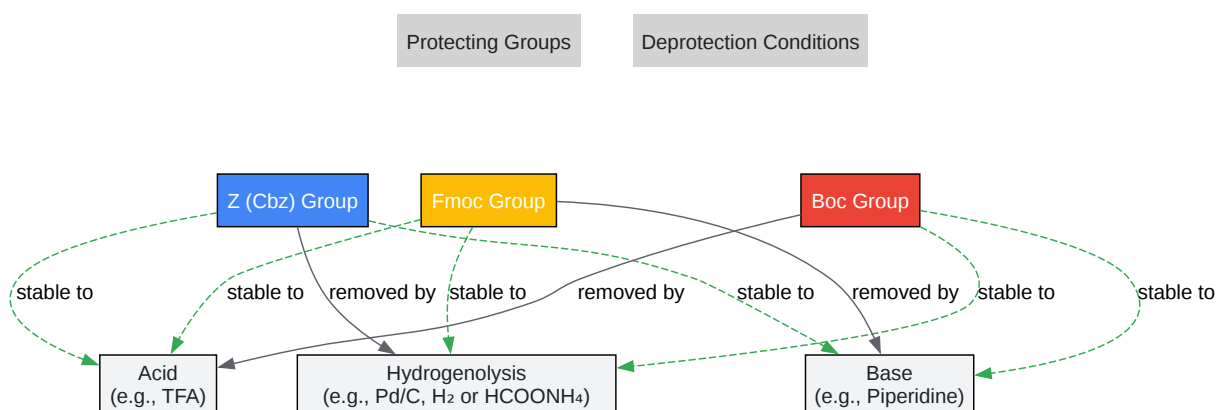 Protecting Groups
Deprotection Conditions
Z (Cbz) Group
Fmoc Group
Boc Group
stable to
stable to
removed by
stable to
removed by
stable to
removed by
stable to
stable to
Acid
(e.g., TFA)
Hydrogenolysis
(e.g., Pd/C, H₂ or HCOONH₄)
Base
(e.g., Piperidine)